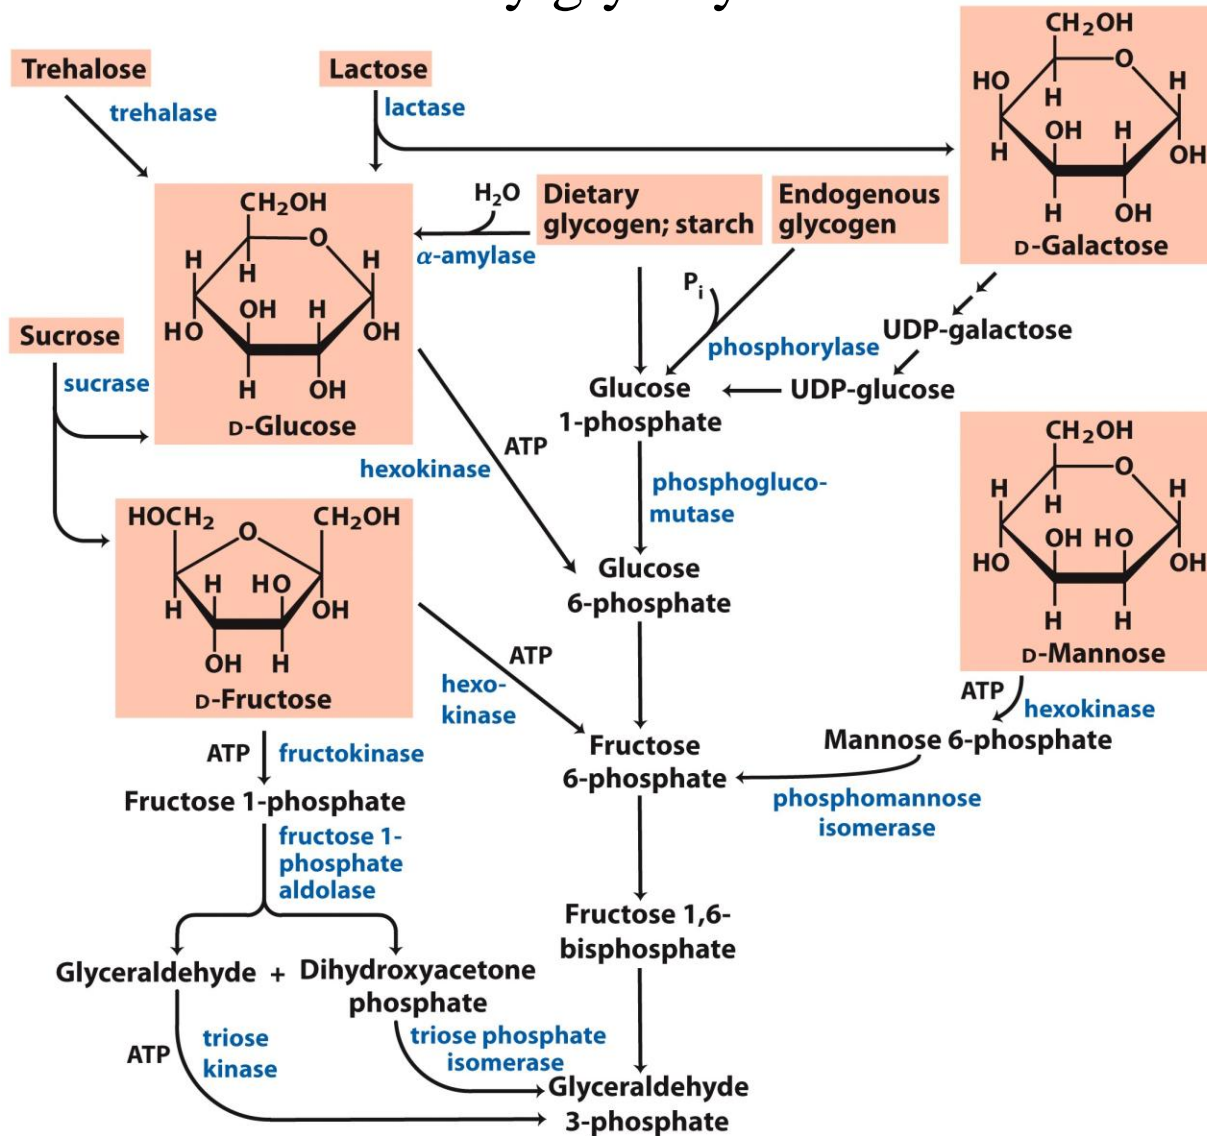 Trehalose
trehalase
Lactose
lactase
CH₂OH
O
HO
H
H
OH
H
H
OH
H
OH
D-Galactose
CH₂OH
O
H
H
H
OH
H
HO
OH
H
OH
D-Glucose
H₂O
α-amylase
Dietary
glycogen; starch
Endogenous
glycogen
Pᵢ
phosphorylase
UDP-galactose
UDP-glucose
Glucose
1-phosphate
Sucrose
sucrase
ATP
hexokinase
phosphogluco-
mutase
Glucose
6-phosphate
HOCH₂
O
CH₂OH
H
HO
H
OH
OH
H
D-Fructose
CH₂OH
O
H
H
H
OH
HO
HO
OH
H
H
D-Mannose
ATP
hexo-
kinase
ATP
hexokinase
Mannose 6-phosphate
phosphomannose
isomerase
Fructose
6-phosphate
ATP
fructokinase
Fructose 1-phosphate
fructose 1-
phosphate
aldolase
Fructose 1,6-
bisphosphate
Glyceraldehyde
+
Dihydroxyacetone
phosphate
ATP
triose
kinase
triose phosphate
isomerase
Glyceraldehyde
3-phosphate